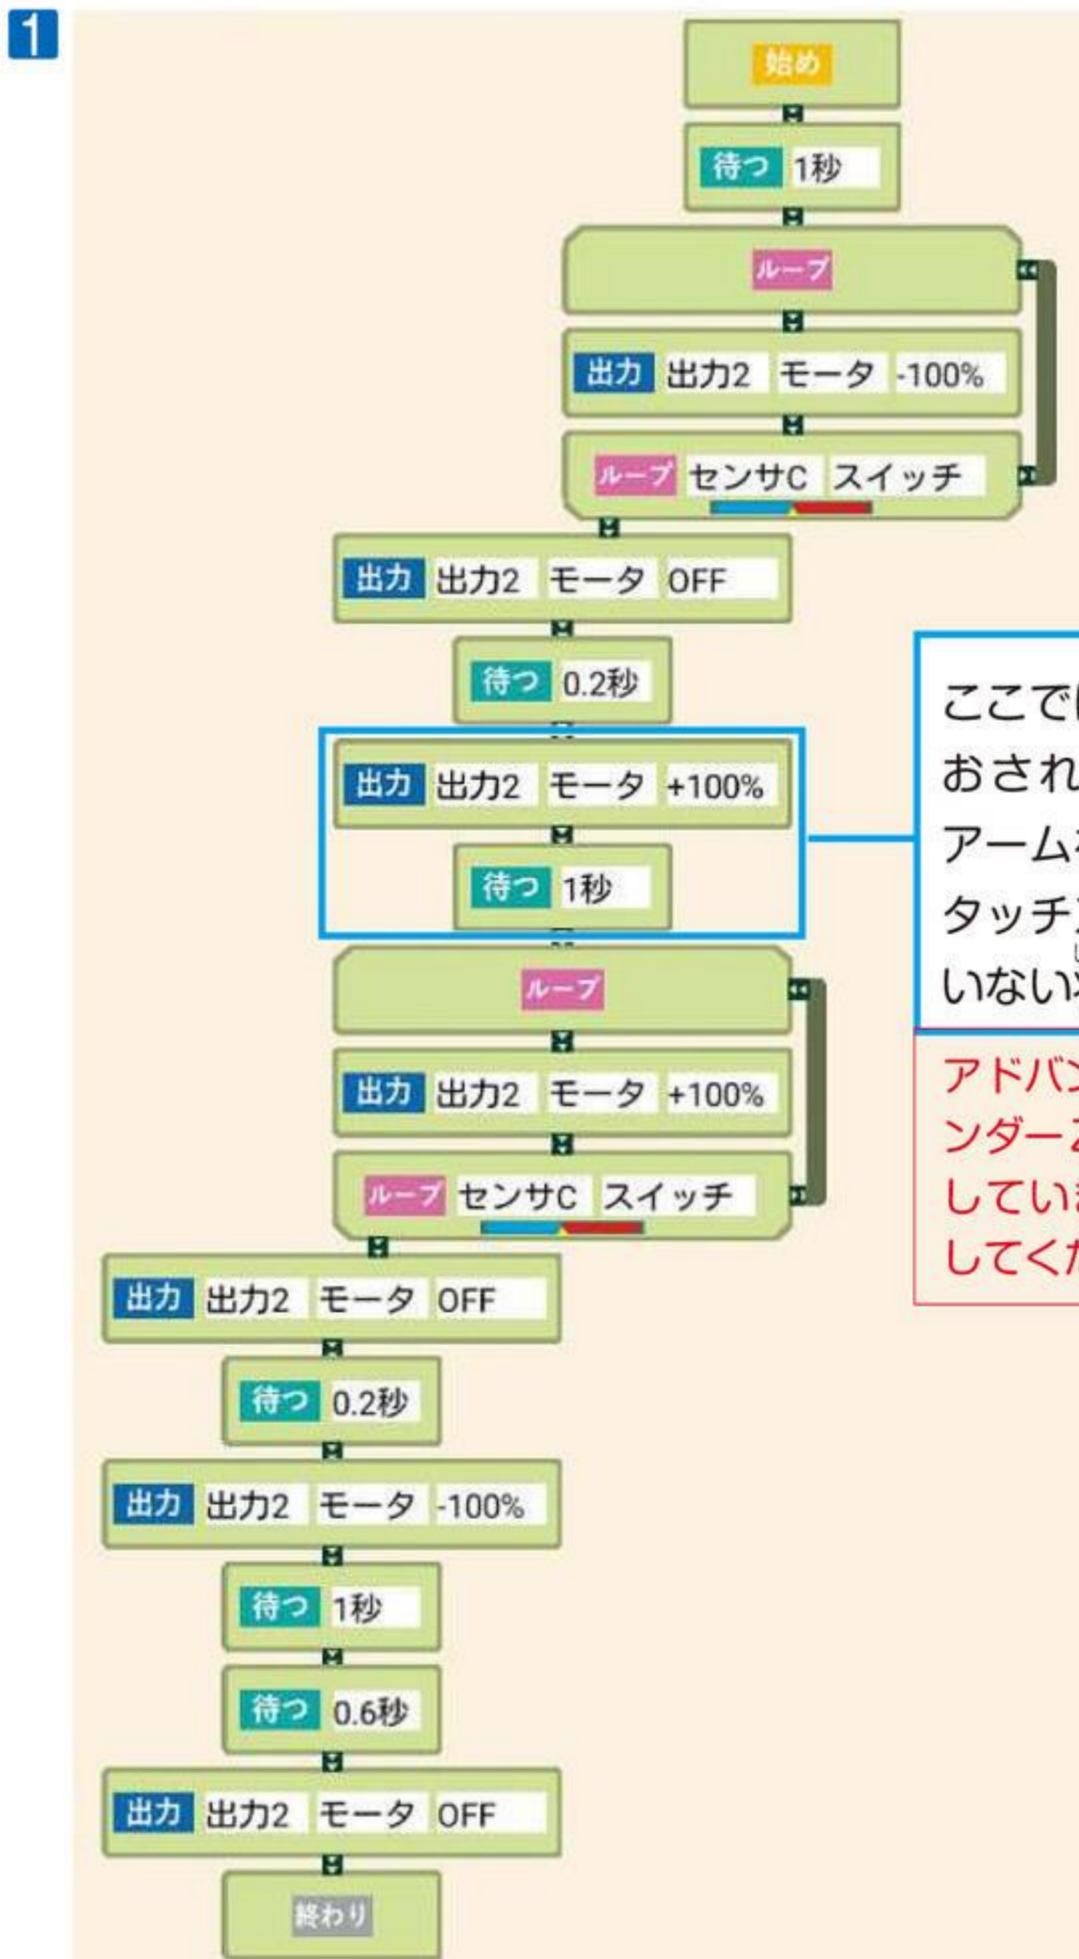 1
始め
待つ 1秒
ループ
出力 出力2 モータ -100%
ループ センサC スイッチ
出力 出力2 モータ OFF
待つ 0.2秒
出力 出力2 モータ +100%
待つ 1秒
ループ
出力 出力2 モータ +100%
ループ センサC スイッチ
出力 出力2 モータ OFF
待つ 0.2秒
出力 出力2 モータ -100%
待つ 1秒
待つ 0.6秒
出力 出力2 モータ OFF
終わり
ここで
おされ
アーム
タッチ
いない
アドバン
ンダー
してい
してく